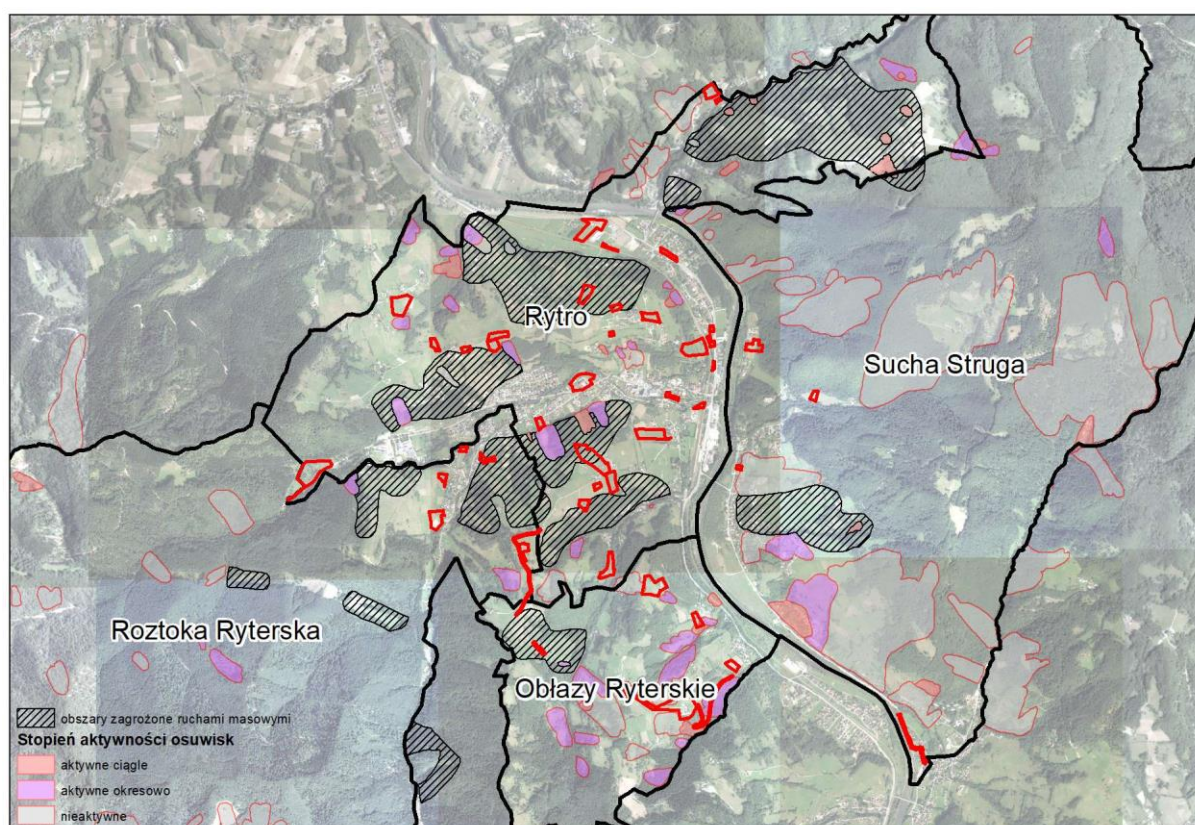 Rytro
Sucha Struga
Roztoka Ryterska
Obłazy Ryterskie
obszary zagrożone ruchami masowymi
Stopień aktywności osuwisk
aktywne ciągle
aktywne okresowo
nieaktywne